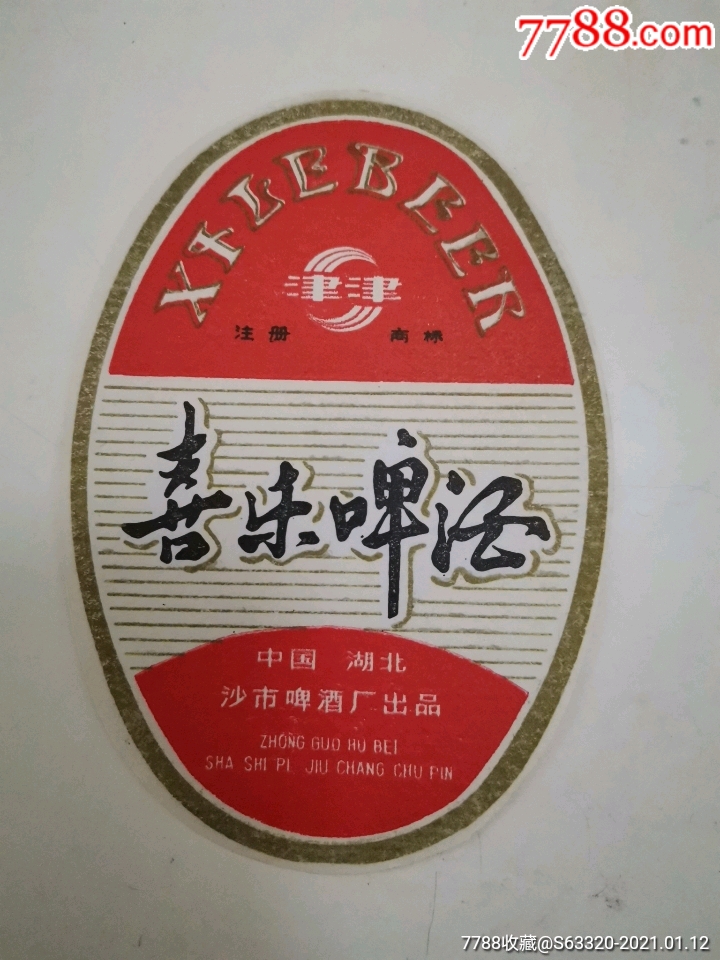 7788.com
XILEBEER
津津
注册 商标
喜乐啤酒
中国 湖北
沙市啤酒厂出品
ZHONG GUO HU BEI
SHA SHI PI JIU CHANG CHU PIN
7788收藏@S63320-2021.01.12